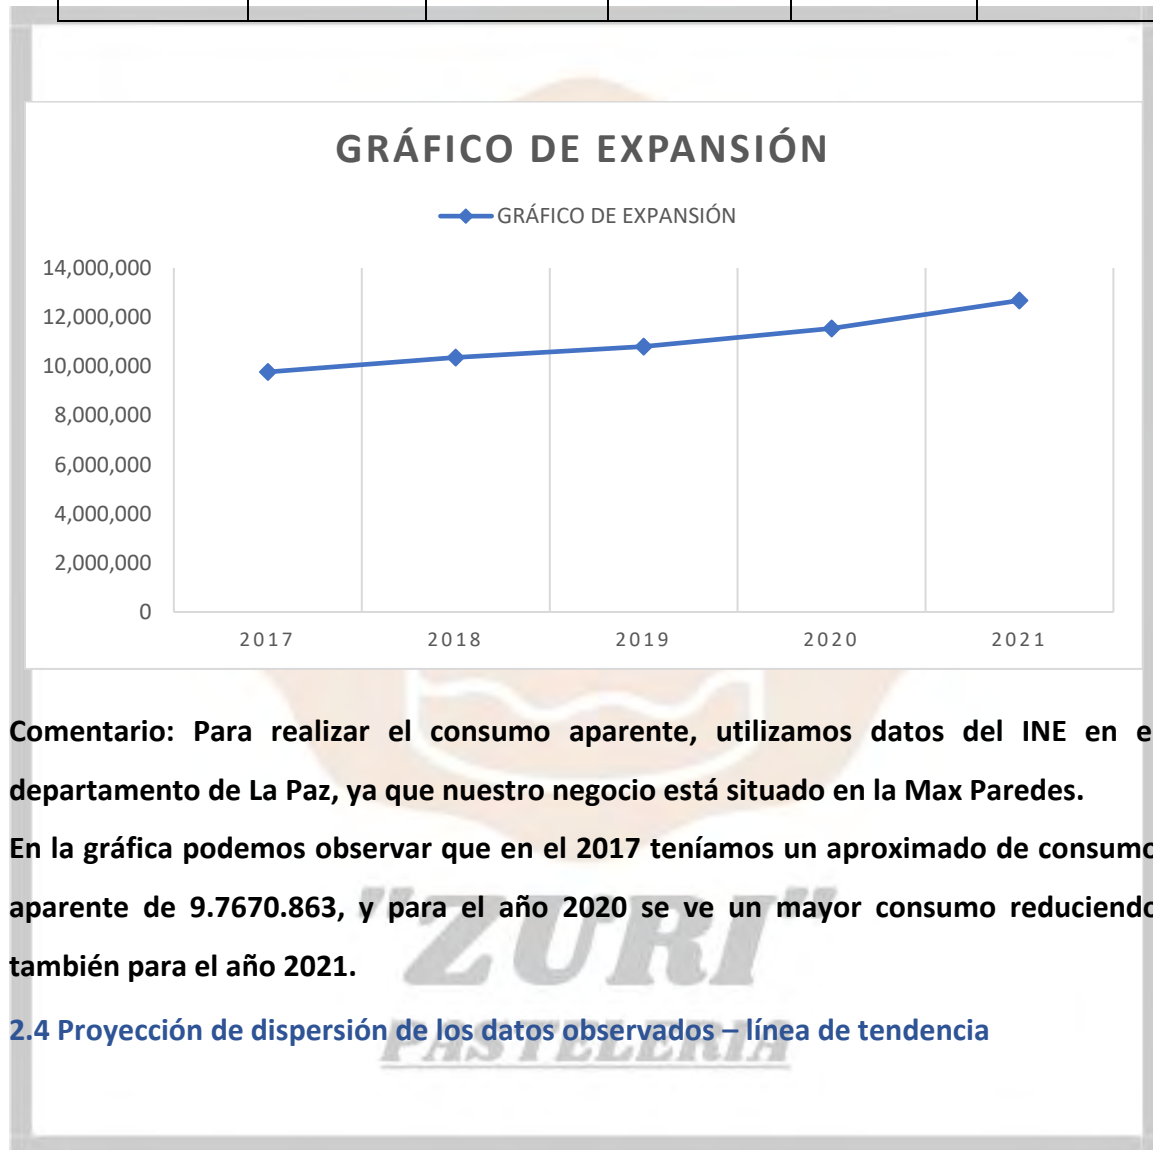 GRÁFICO DE EXPANSIÓN
GRÁFICO DE EXPANSIÓN
14,000,000
12,000,000
10,000,000
8,000,000
6,000,000
4,000,000
2,000,000
0
2017 2018 2019 2020 2021
Comentario: Para realizar el consumo aparente, utilizamos datos del INE en e
departamento de La Paz, ya que nuestro negocio está situado en la Max Paredes.
En la gráfica podemos observar que en el 2017 teníamos un aproximado de consumo
aparente de 9.7670.863, y para el año 2020 se ve un mayor consumo reduciendo
también para el año 2021.
"ZURI"
2.4 Proyección de dispersión de los datos observados – línea de tendencia
PASTELERIA